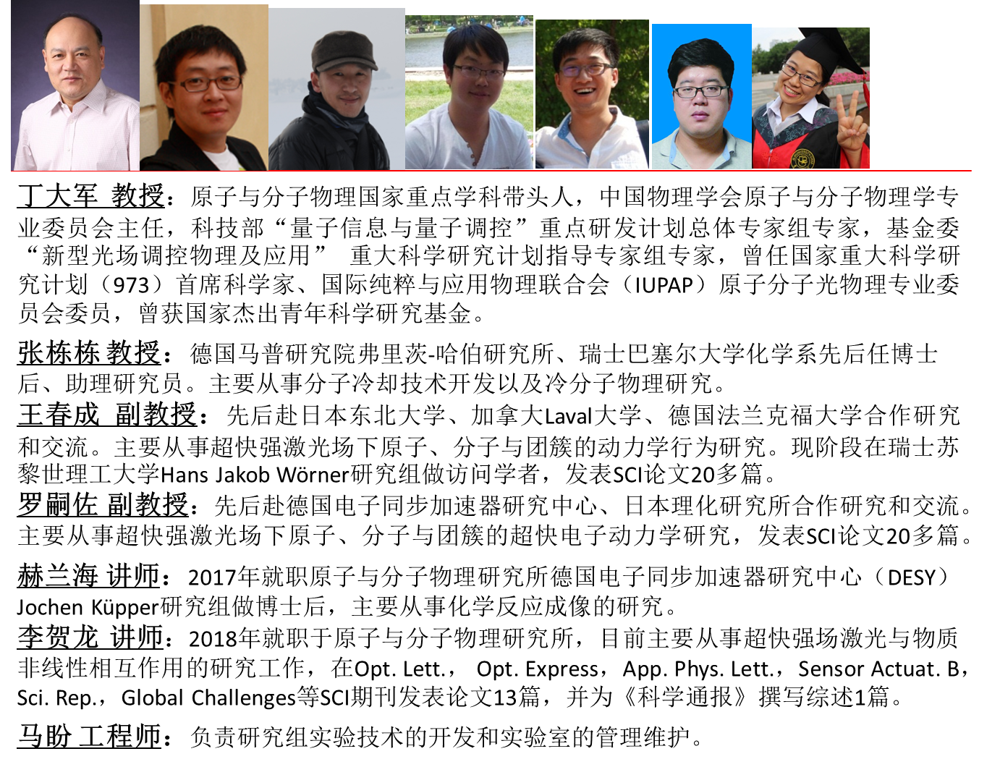 丁大军 教授：原子与分子物理国家重点学科带头人，中国物理学会原子与分子物理学专
业委员会主任，科技部“量子信息与量子调控”重点研发计划总体专家组专家，基金委
“新型光场调控物理及应用” 重大科学研究计划指导专家组专家，曾任国家重大科学研
究计划（973）首席科学家、国际纯粹与应用物理联合会（IUPAP）原子分子光物理专业委
员会委员，曾获国家杰出青年科学研究基金。
张栋栋 教授：德国马普研究院弗里茨-哈伯研究所、瑞士巴塞尔大学化学系先后任博士
后、助理研究员。主要从事分子冷却技术开发以及冷分子物理研究。
王春成 副教授：先后赴日本东北大学、加拿大Laval大学、德国法兰克福大学合作研究
和交流。主要从事超快强激光场下原子、分子与团簇的动力学行为研究。现阶段在瑞士苏
黎世理工大学Hans Jakob Wörner研究组做访问学者，发表SCI论文20多篇。
罗嗣佐 副教授：先后赴德国电子同步加速器研究中心、日本理化研究所合作研究和交流。
主要从事超快强激光场下原子、分子与团簇的超快电子动力学研究，发表SCI论文20多篇。
赫兰海 讲师：2017年就职原子与分子物理研究所德国电子同步加速器研究中心（DESY）
Jochen Küpper研究组做博士后，主要从事化学反应成像的研究。
李贺龙 讲师：2018年就职于原子与分子物理研究所，目前主要从事超快强场激光与物质
非线性相互作用的研究工作，在Opt. Lett.， Opt. Express，App. Phys. Lett.，Sensor Actuat. B，
Sci. Rep.，Global Challenges等SCI期刊发表论文13篇，并为《科学通报》撰写综述1篇。
马盼 工程师：负责研究组实验技术的开发和实验室的管理维护。